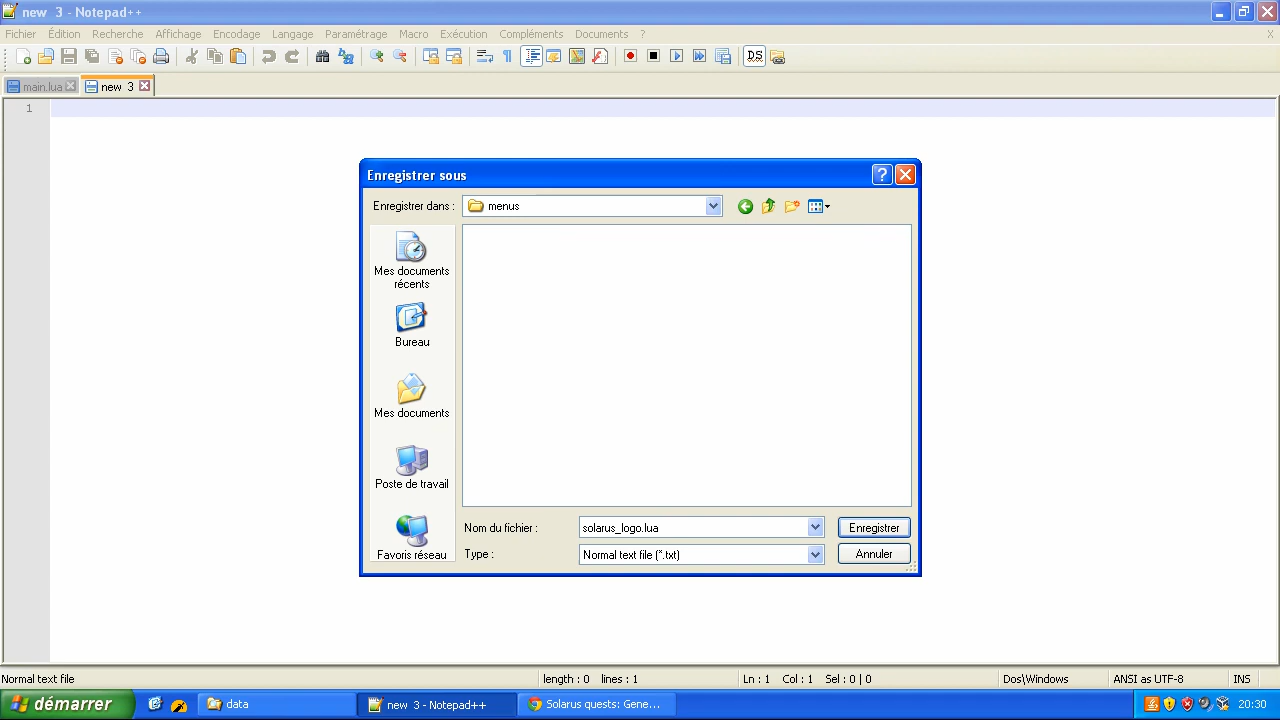 new  3 - Notepad++
Fichier Édition Recherche Affichage Encodage Langage Paramétrage Macro Exécution Compléments Documents ? X
main.lua new  3
1
Enregistrer sous
Enregistrer dans : menus
Mes documents
récents
Bureau
Mes documents
Poste de travail
Favoris réseau
Nom du fichier : solarus_logo.lua Enregistrer
Type : Normal text file (*.txt) Annuler
Normal text file length : 0 lines : 1 Ln : 1 Col : 1 Sel : 0 | 0 Dos\Windows ANSI as UTF-8 INS
démarrer data new  3 - Notepad++ Solarus quests: Gene... 20:30